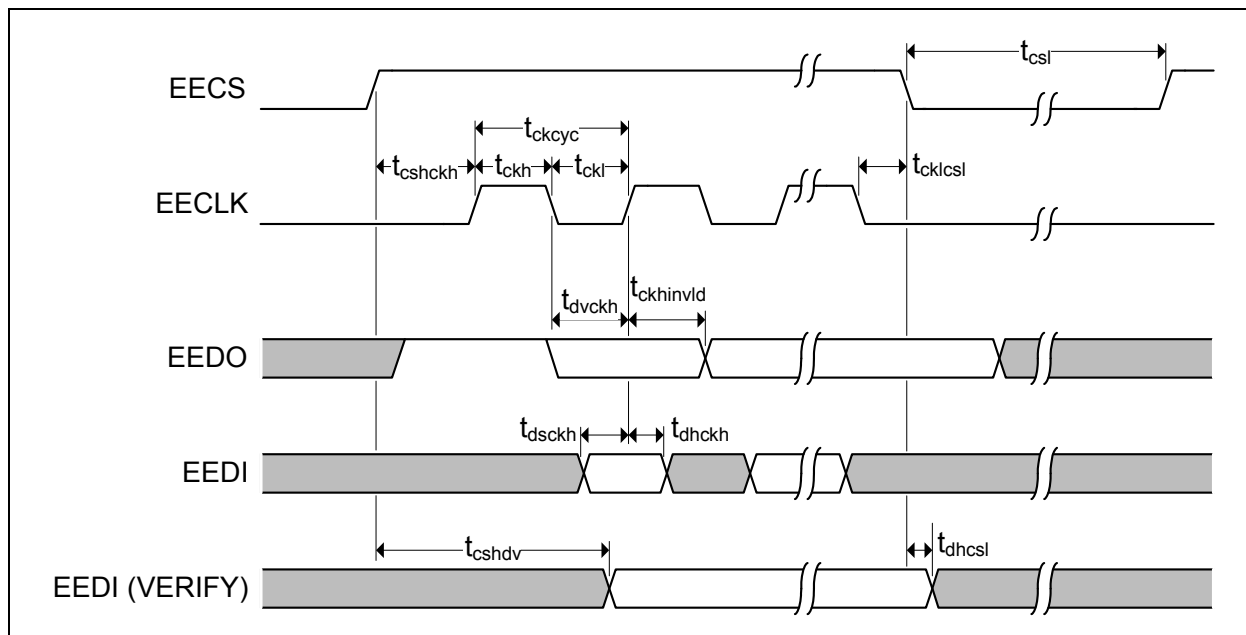 EECS
t_csl
t_ckcyc
t_cshckh
t_ckh
t_ckl
t_cklcsl
EECLK
t_dvckh
t_ckhinvld
EEDO
t_dsckh
t_dhckh
EEDI
t_cshdv
t_dhcsl
EEDI (VERIFY)